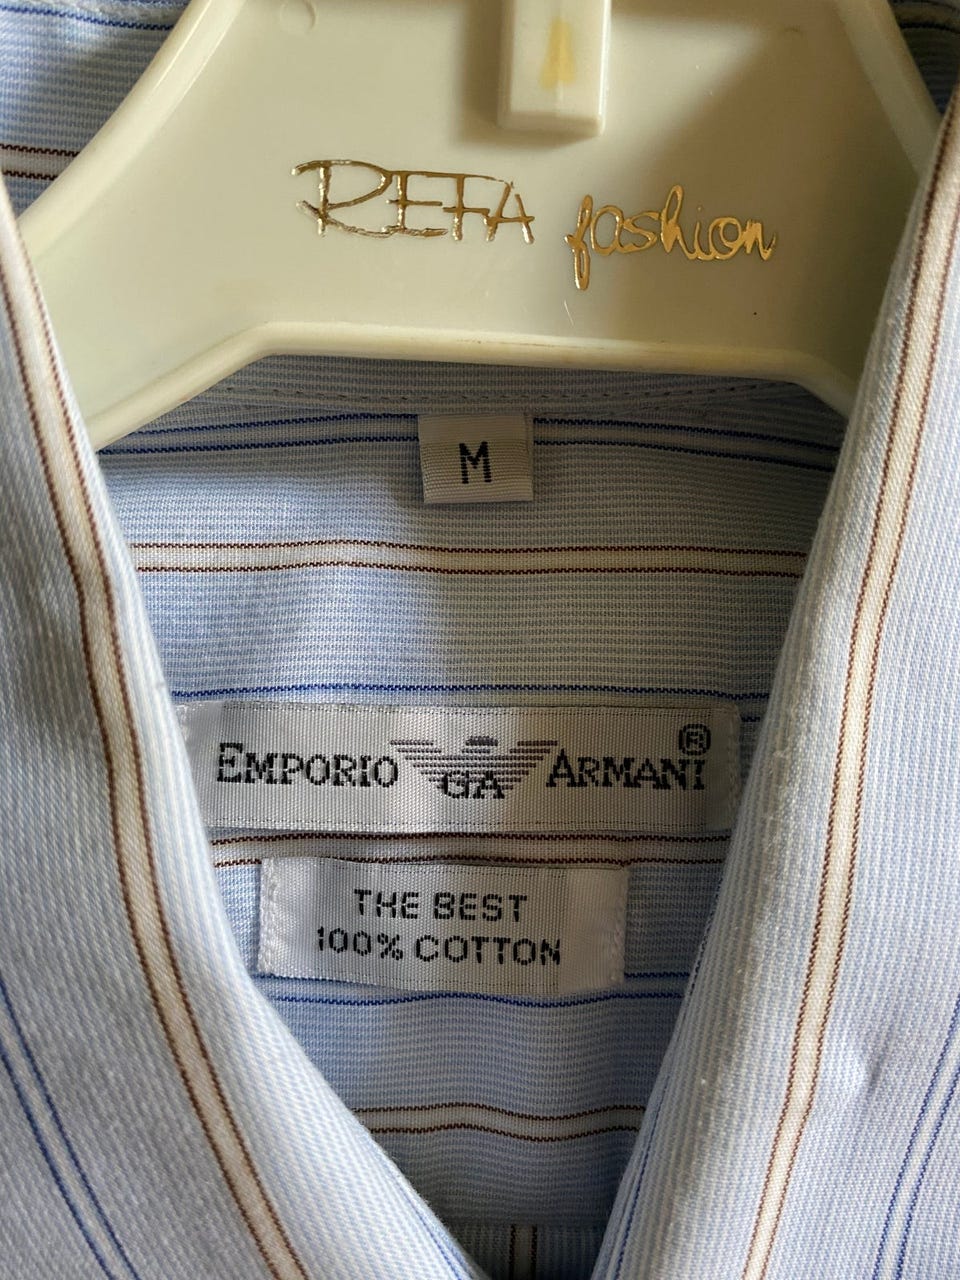 REFA fashion
M
EMPORIO GA ARMANI ®
THE BEST
100% COTTON